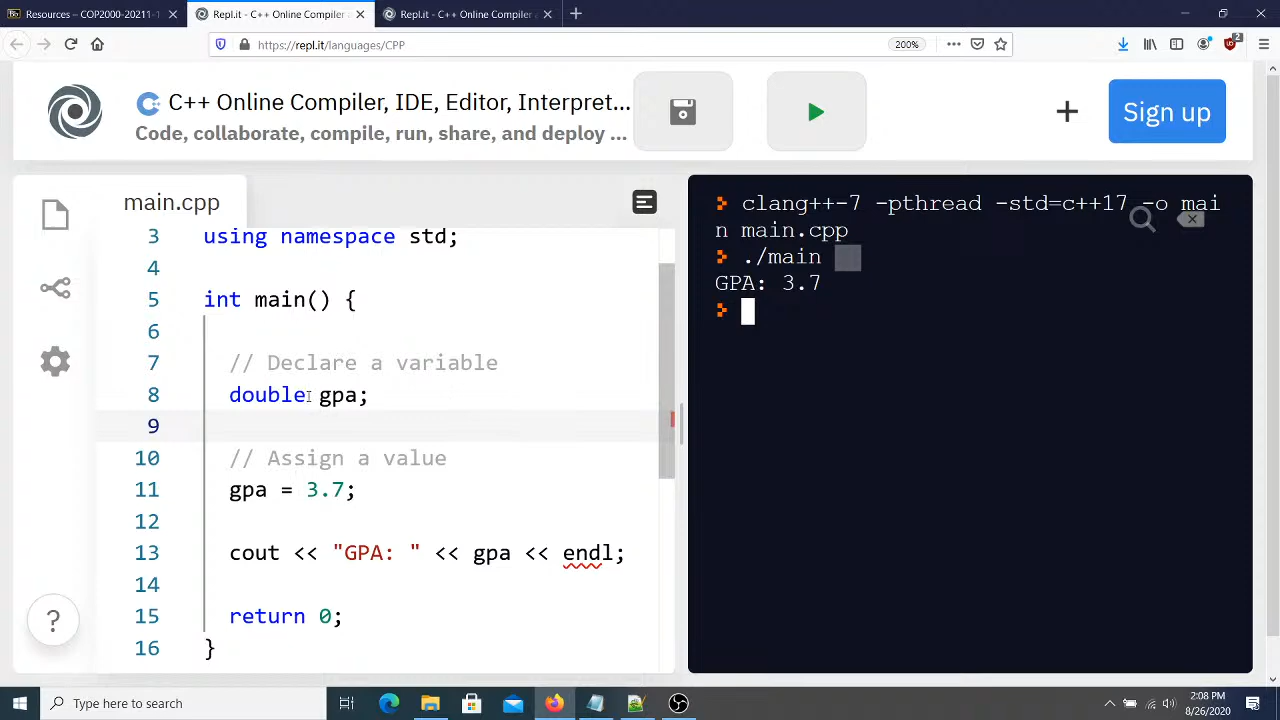 Resources – COP2000-20211-1
Repl.it - C++ Online Compiler
Repl.it - C++ Online Compiler
https://repl.it/languages/CPP
200%
2
C++ Online Compiler, IDE, Editor, Interpret...
Code, collaborate, compile, run, share, and deploy ...
Sign up
main.cpp
3 using namespace std;
4
5 int main() {
6
7 // Declare a variable
8 double gpa;
9
10 // Assign a value
11 gpa = 3.7;
12
13 cout << "GPA: " << gpa << endl;
14
15 return 0;
16 }
clang++-7 -pthread -std=c++17 -o mai
n main.cpp
./main
GPA: 3.7
?
Type here to search
2:08 PM
8/26/2020